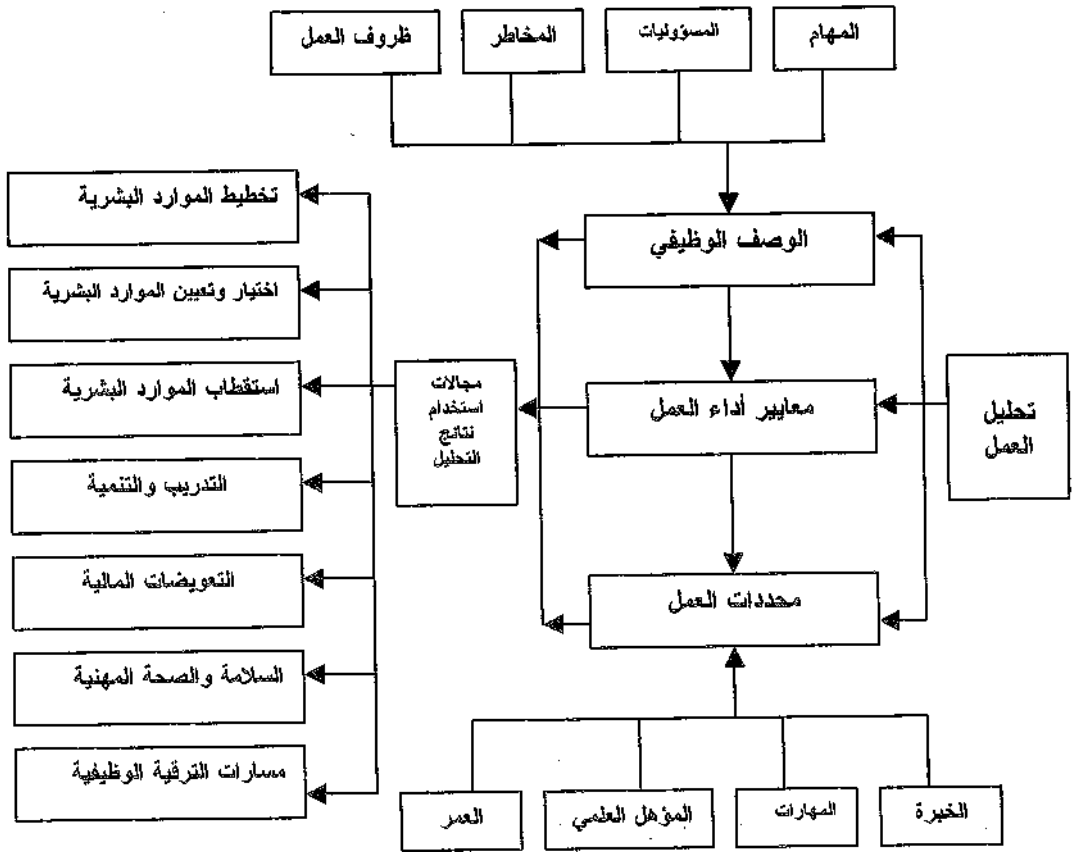 المهام
المسؤوليات
المخاطر
ظروف العمل
الوصف الوظيفي
معايير أداء العمل
محددات العمل
تحليل
العمل
مجالات
استخدام
نتائج
التحليل
تخطيط الموارد البشرية
اختيار وتعيين الموارد البشرية
استقطاب الموارد البشرية
التدريب والتنمية
التعويضات المالية
السلامة والصحة المهنية
مسارات الترقية الوظيفية
الخبرة
المهارات
المؤهل العلمي
العمر